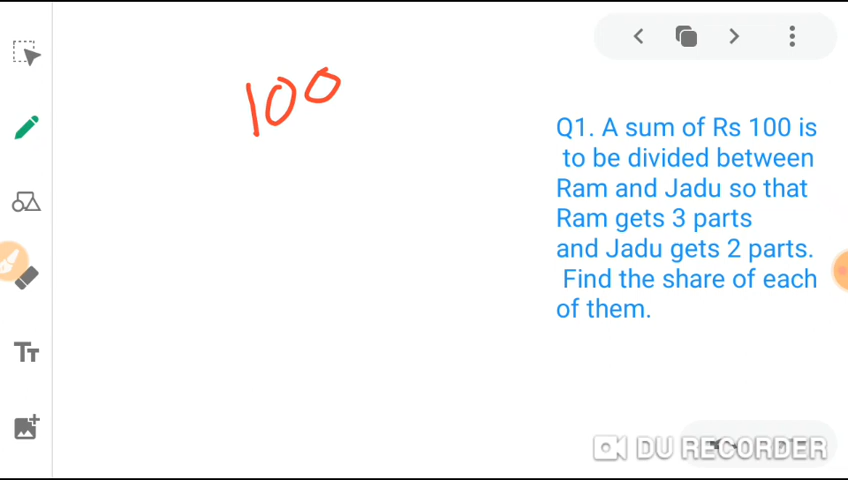 100
Q1. A sum of Rs 100 is
to be divided between
Ram and Jadu so that
Ram gets 3 parts
and Jadu gets 2 parts.
Find the share of each
of them.
Tт
DU RECORDER